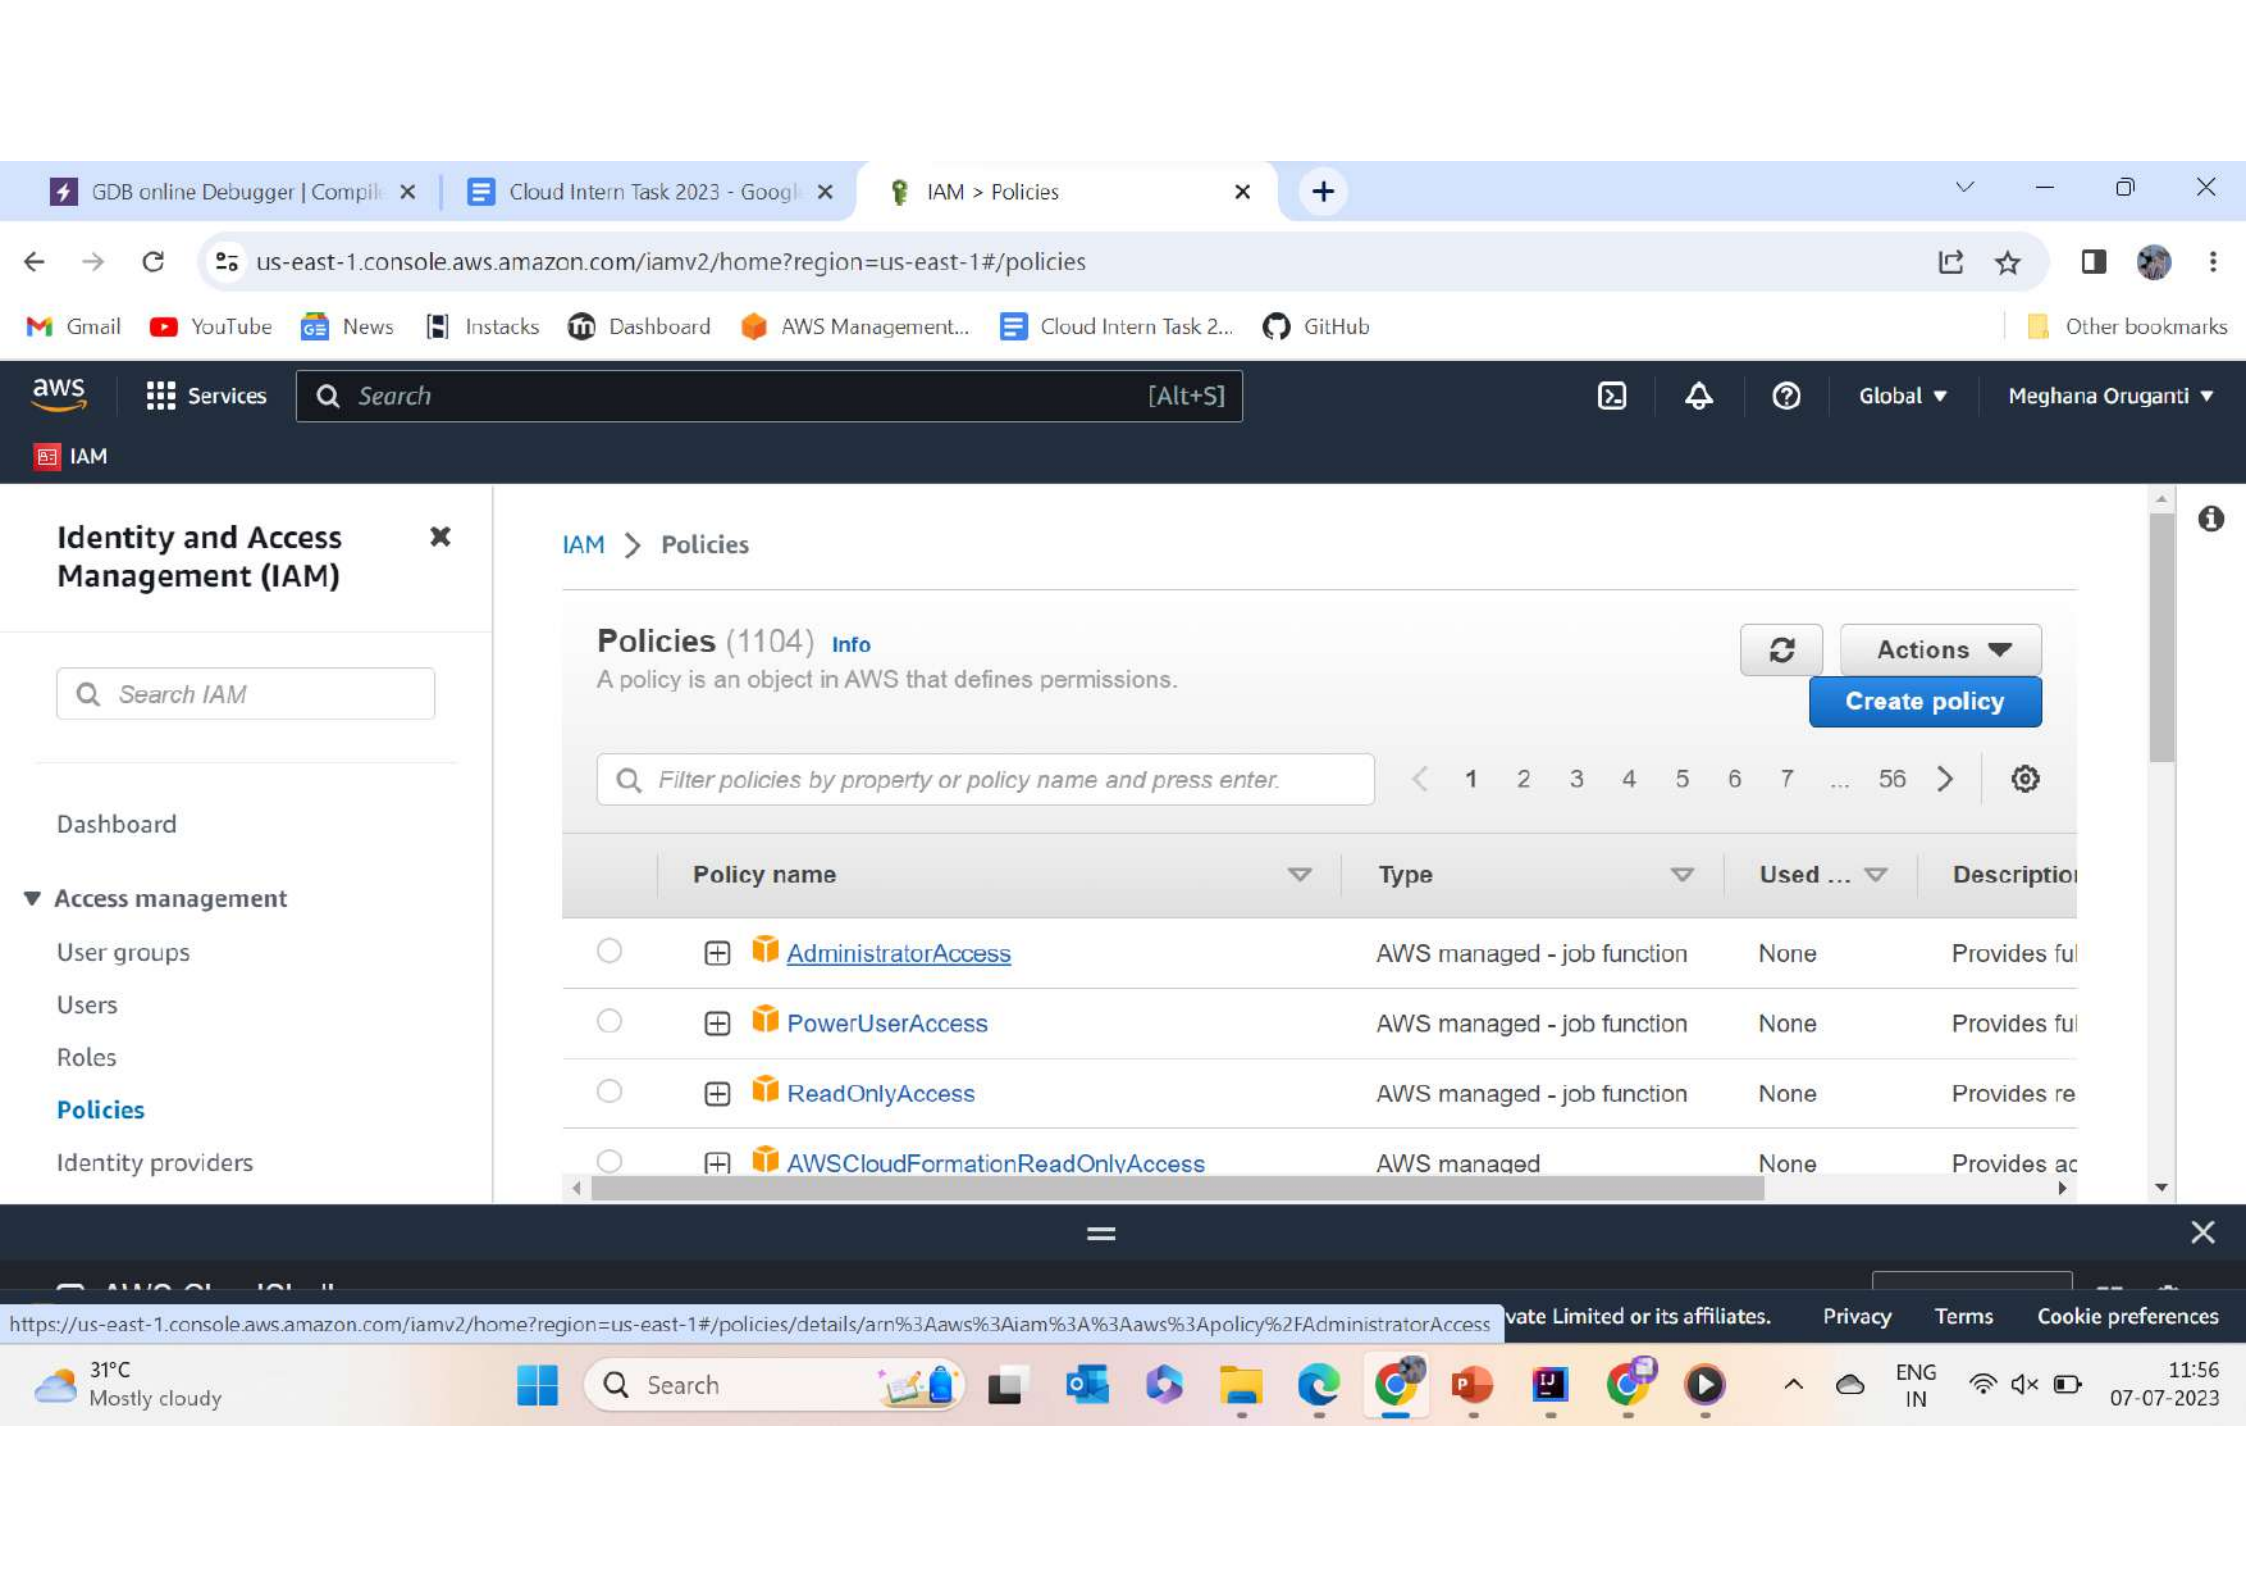 GDB online Debugger | Compile
Cloud Intern Task 2023 - Googl
IAM > Policies
us-east-1.console.aws.amazon.com/iamv2/home?region=us-east-1#/policies
Gmail YouTube GE News Instacks Dashboard AWS Management... Cloud Intern Task 2... GitHub Other bookmarks
aws Services Search [Alt+S] Global Meghana Oruganti
IAM
Identity and Access
Management (IAM)
Search IAM
Dashboard
Access management
User groups
Users
Roles
Policies
Identity providers
IAM > Policies
Policies (1104) Info
A policy is an object in AWS that defines permissions.
Actions
Create policy
Filter policies by property or policy name and press enter.
1 2 3 4 5 6 7 ... 56
Policy name Type Used ... Description
AdministratorAccess AWS managed - job function None Provides ful
PowerUserAccess AWS managed - job function None Provides ful
ReadOnlyAccess AWS managed - job function None Provides re
AWSCloudFormationReadOnlyAccess AWS managed None Provides ac
https://us-east-1.console.aws.amazon.com/iamv2/home?region=us-east-1#/policies/details/arn%3Aaws%3Aiam%3A%3Aaws%3Apolicy%2FAdministratorAccess
vate Limited or its affiliates. Privacy Terms Cookie preferences
31°C
Mostly cloudy
Search
ENG
IN
11:56
07-07-2023